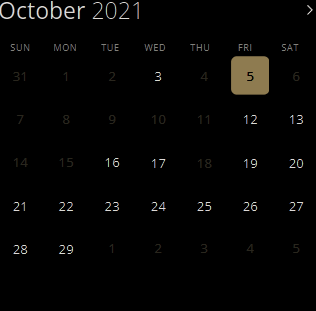 October 2021
SUN MON TUE WED THU FRI SAT
31 1 2 3 4 5 6
7 8 9 10 11 12 13
14 15 16 17 18 19 20
21 22 23 24 25 26 27
28 29 1 2 3 4 5